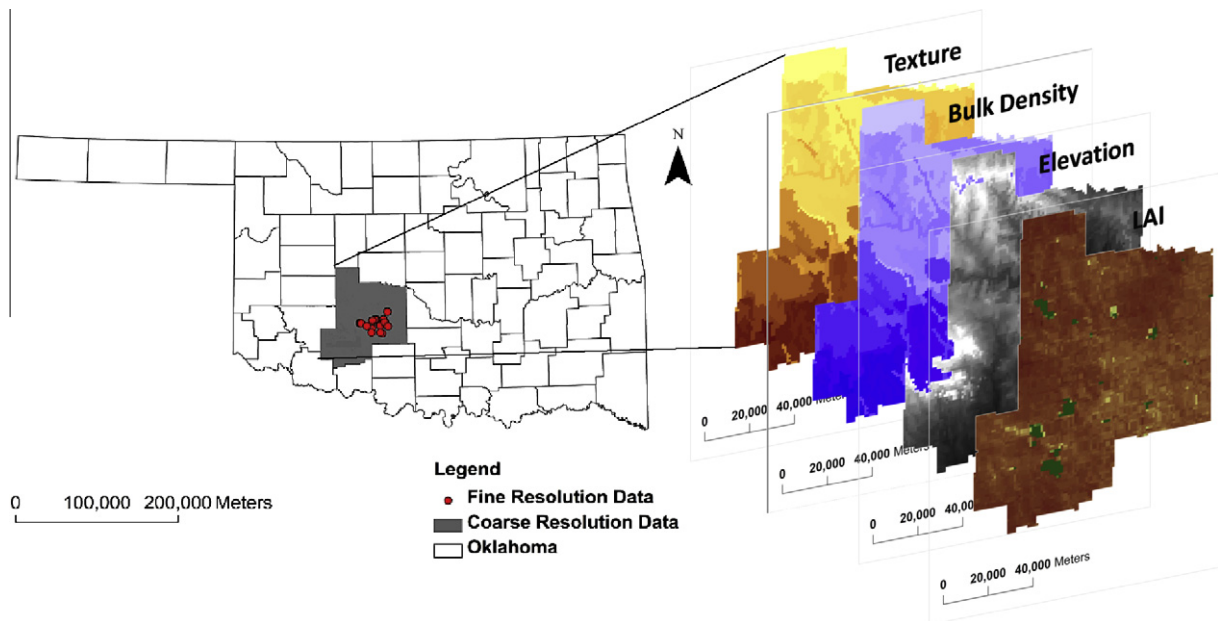 Texture
Bulk Density
Elevation
LAI
N
0 20,000 40,000 Meters
0 20,000 40,000 Meters
0 20,000 40,00
0 20,000 40,000 Meters
Legend
Fine Resolution Data
Coarse Resolution Data
Oklahoma
0 100,000 200,000 Meters